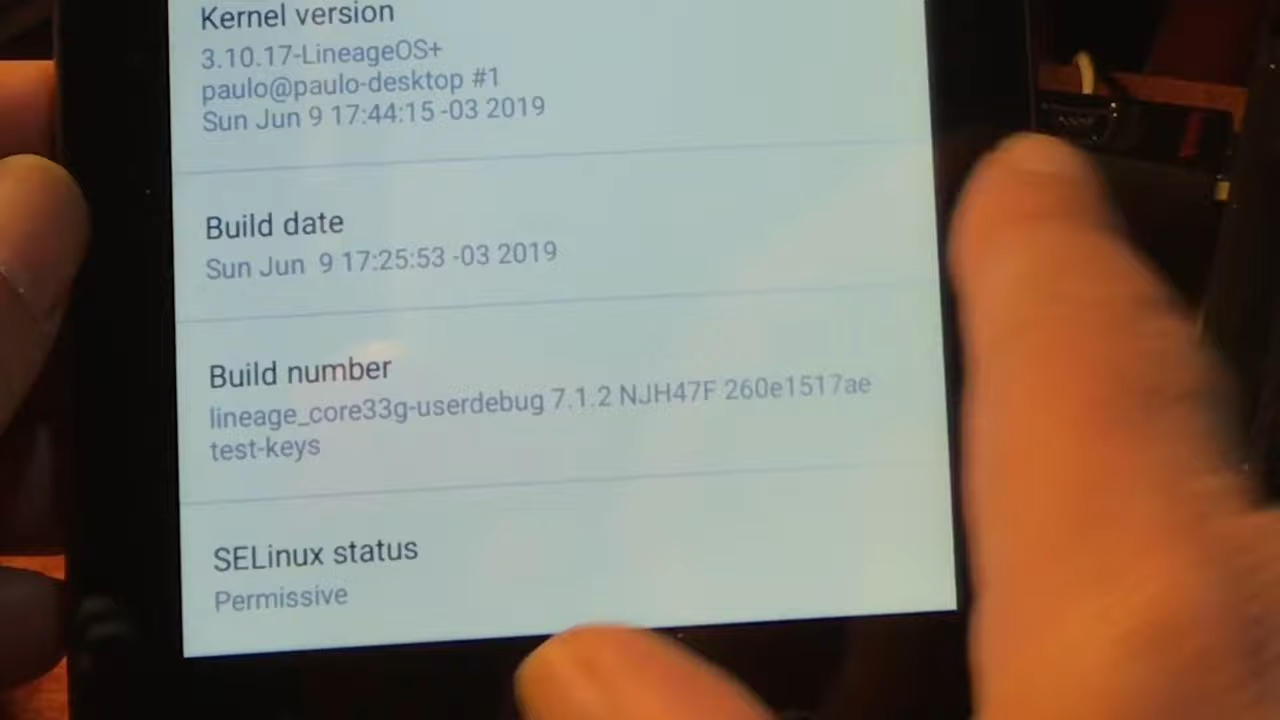 Kernel version
3.10.17-LineageOS+
paulo@paulo-desktop #1
Sun Jun 9 17:44:15 -03 2019
Build date
Sun Jun  9 17:25:53 -03 2019
Build number
lineage_core33g-userdebug 7.1.2 NJH47F 260e1517ae
test-keys
SELinux status
Permissive